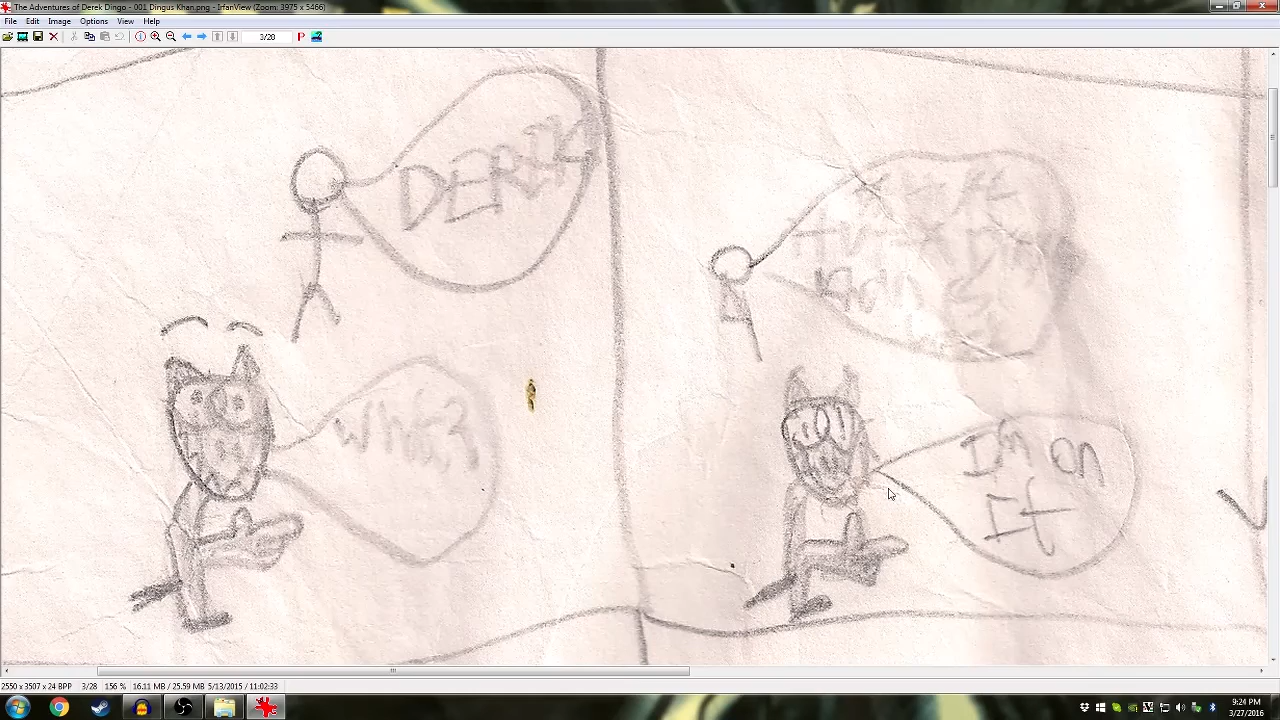 The Adventures of Derek Dingo - 001 Dingus Khan.png - IrfanView (Zoom: 3975 x 5466)
File Edit Image Options View Help
3/28
DEREK
WHAT?
I'M ON
It
2550 x 3507 x 24 BPP 3/28 156 % 16.11 MB / 25.59 MB 5/13/2015 / 11:02:33
9:24 PM
3/27/2016